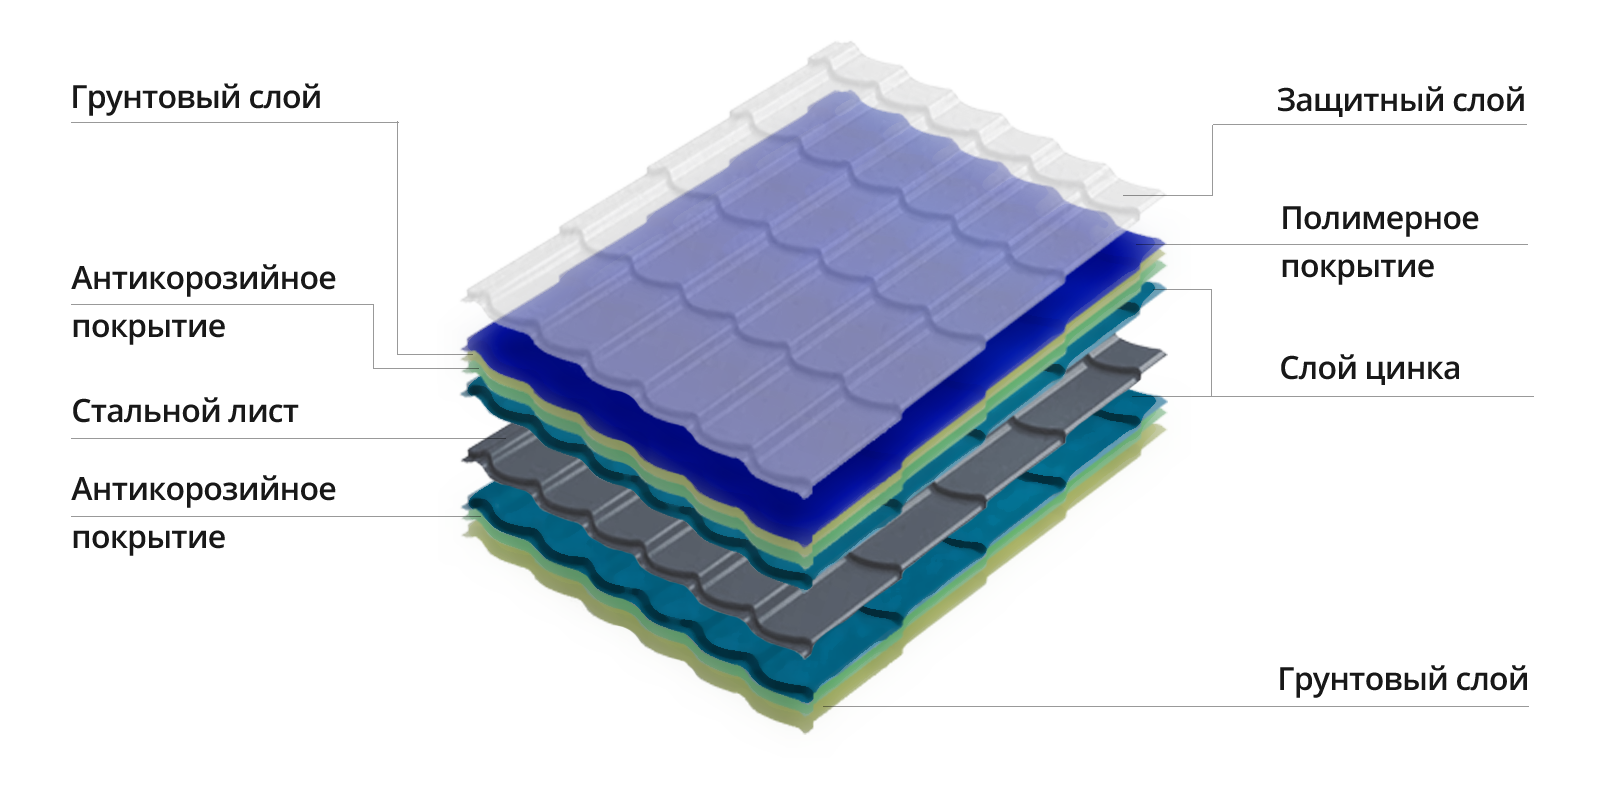 Грунтовый слой
Антикорозийное
покрытие
Стальной лист
Антикорозийное
покрытие
Защитный слой
Полимерное
покрытие
Слой цинка
Грунтовый слой